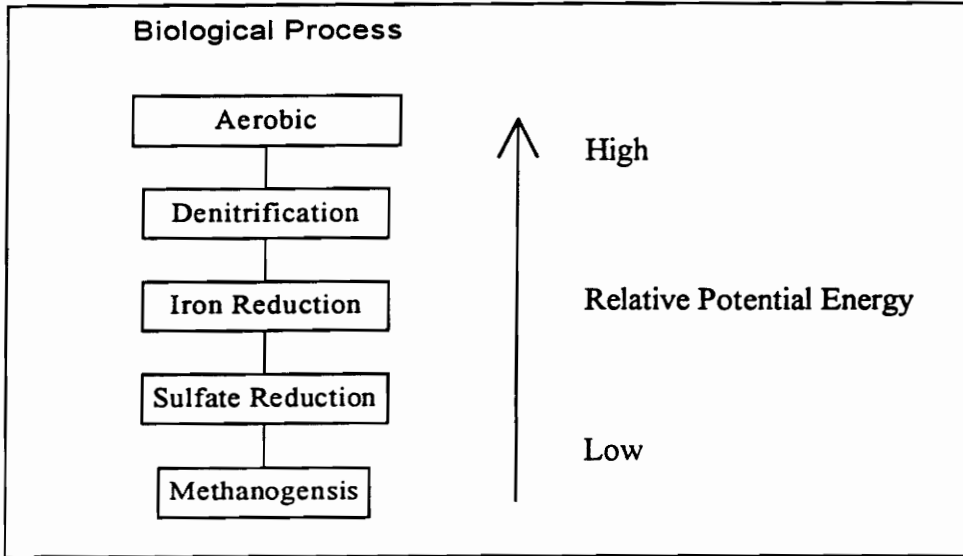 Biological Process
Aerobic
High
Denitrification
Iron Reduction
Relative Potential Energy
Sulfate Reduction
Low
Methanogensis